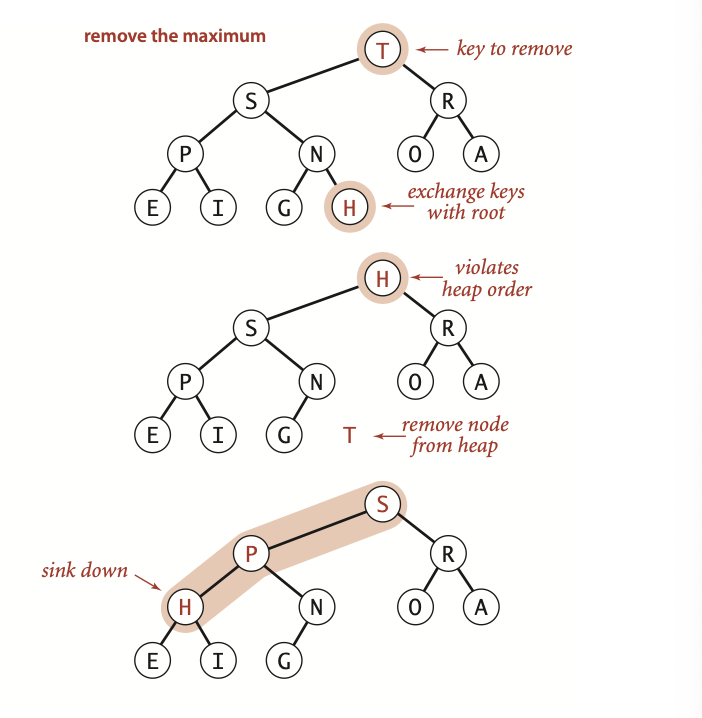 remove the maximum
T
key to remove
S
R
P
N
O
A
E
I
G
H
exchange keys
with root
H
violates
heap order
S
R
P
N
O
A
E
I
G
T
remove node
from heap
S
P
R
sink down
H
N
O
A
E
I
G